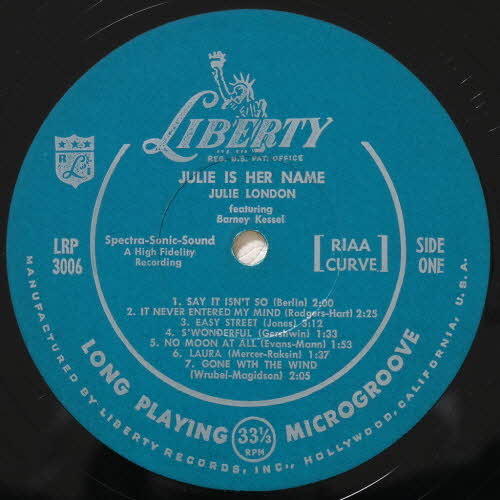 LIBERTY
REG. U.S. PAT. OFFICE
JULIE IS HER NAME
JULIE LONDON
featuring
Barney Kessel
LRP
3006
Spectra-Sonic-Sound
A High Fidelity
Recording
[RIAA
CURVE]
SIDE
ONE
1. SAY IT ISN'T SO (Berlin) 2:00
2. IT NEVER ENTERED MY MIND (Rodgers-Hart) 2:25
3. EASY STREET (Jones) 3:12
4. S'WONDERFUL (Gershwin) 1:33
5. NO MOON AT ALL (Evans-Mann) 1:53
6. LAURA (Mercer-Raksin) 1:37
7. GONE WTH THE WIND
(Wrubel-Magidson) 2:05
LONG PLAYING 33⅓ RPM MICROGROOVE
MANUFACTURED BY LIBERTY RECORDS, INC., HOLLYWOOD, CALIFORNIA, U.S.A.